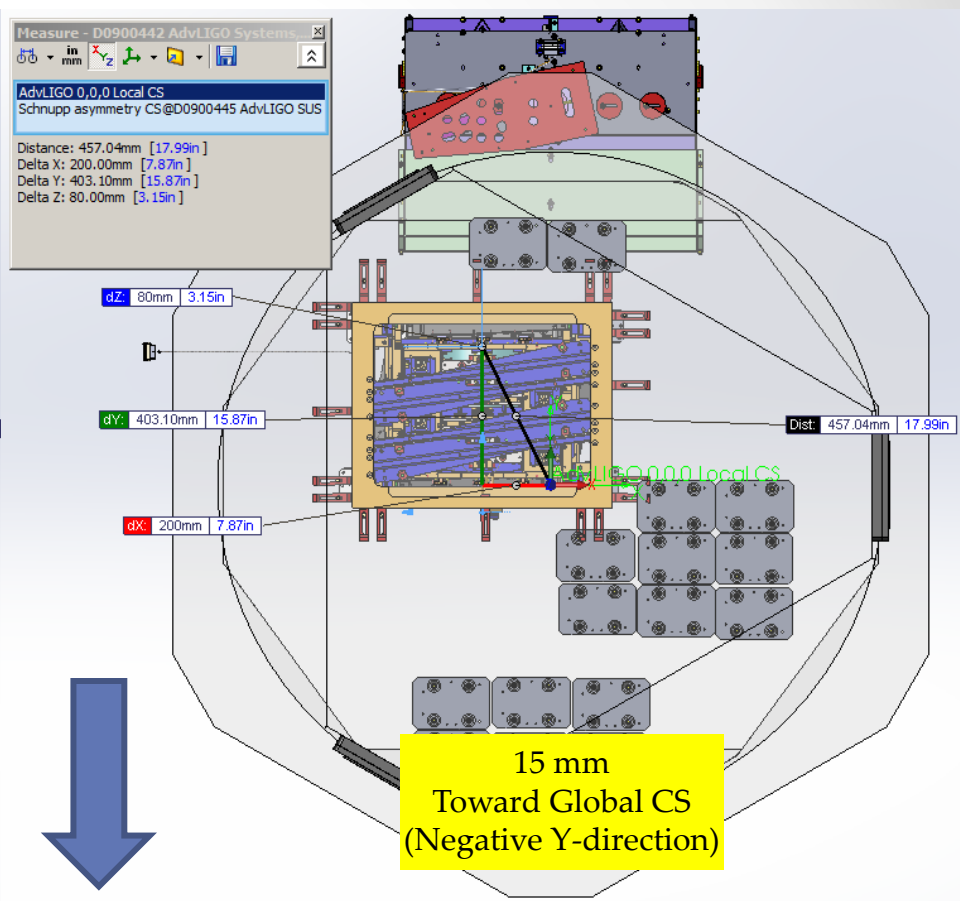 Measure - D0900442 AdvLIGO Systems,...
in
mm
XYZ
AdvLIGO 0,0,0 Local CS
Schnupp asymmetry CS@D0900445 AdvLIGO SUS
Distance: 457.04mm [17.99in ]
Delta X: 200.00mm [7.87in ]
Delta Y: 403.10mm [15.87in ]
Delta Z: 80.00mm [3.15in ]
dZ: 80mm 3.15in
dY: 403.10mm 15.87in
Dist: 457.04mm 17.99in
AdvLIGO 0,0,0 Local CS
dX: 200mm 7.87in
15 mm
Toward Global CS
(Negative Y-direction)